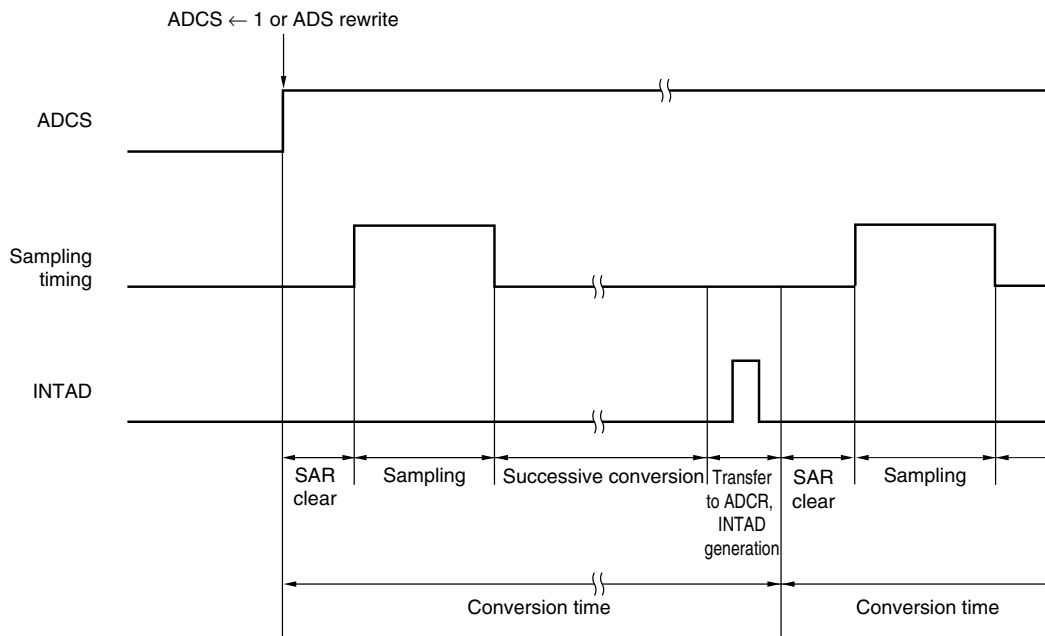 ADCS ← 1 or ADS rewrite
ADCS
Sampling
timing
INTAD
SAR
clear
Sampling
Successive conversion
Transfer
to ADCR,
INTAD
generation
SAR
clear
Sampling
Conversion time
Conversion time